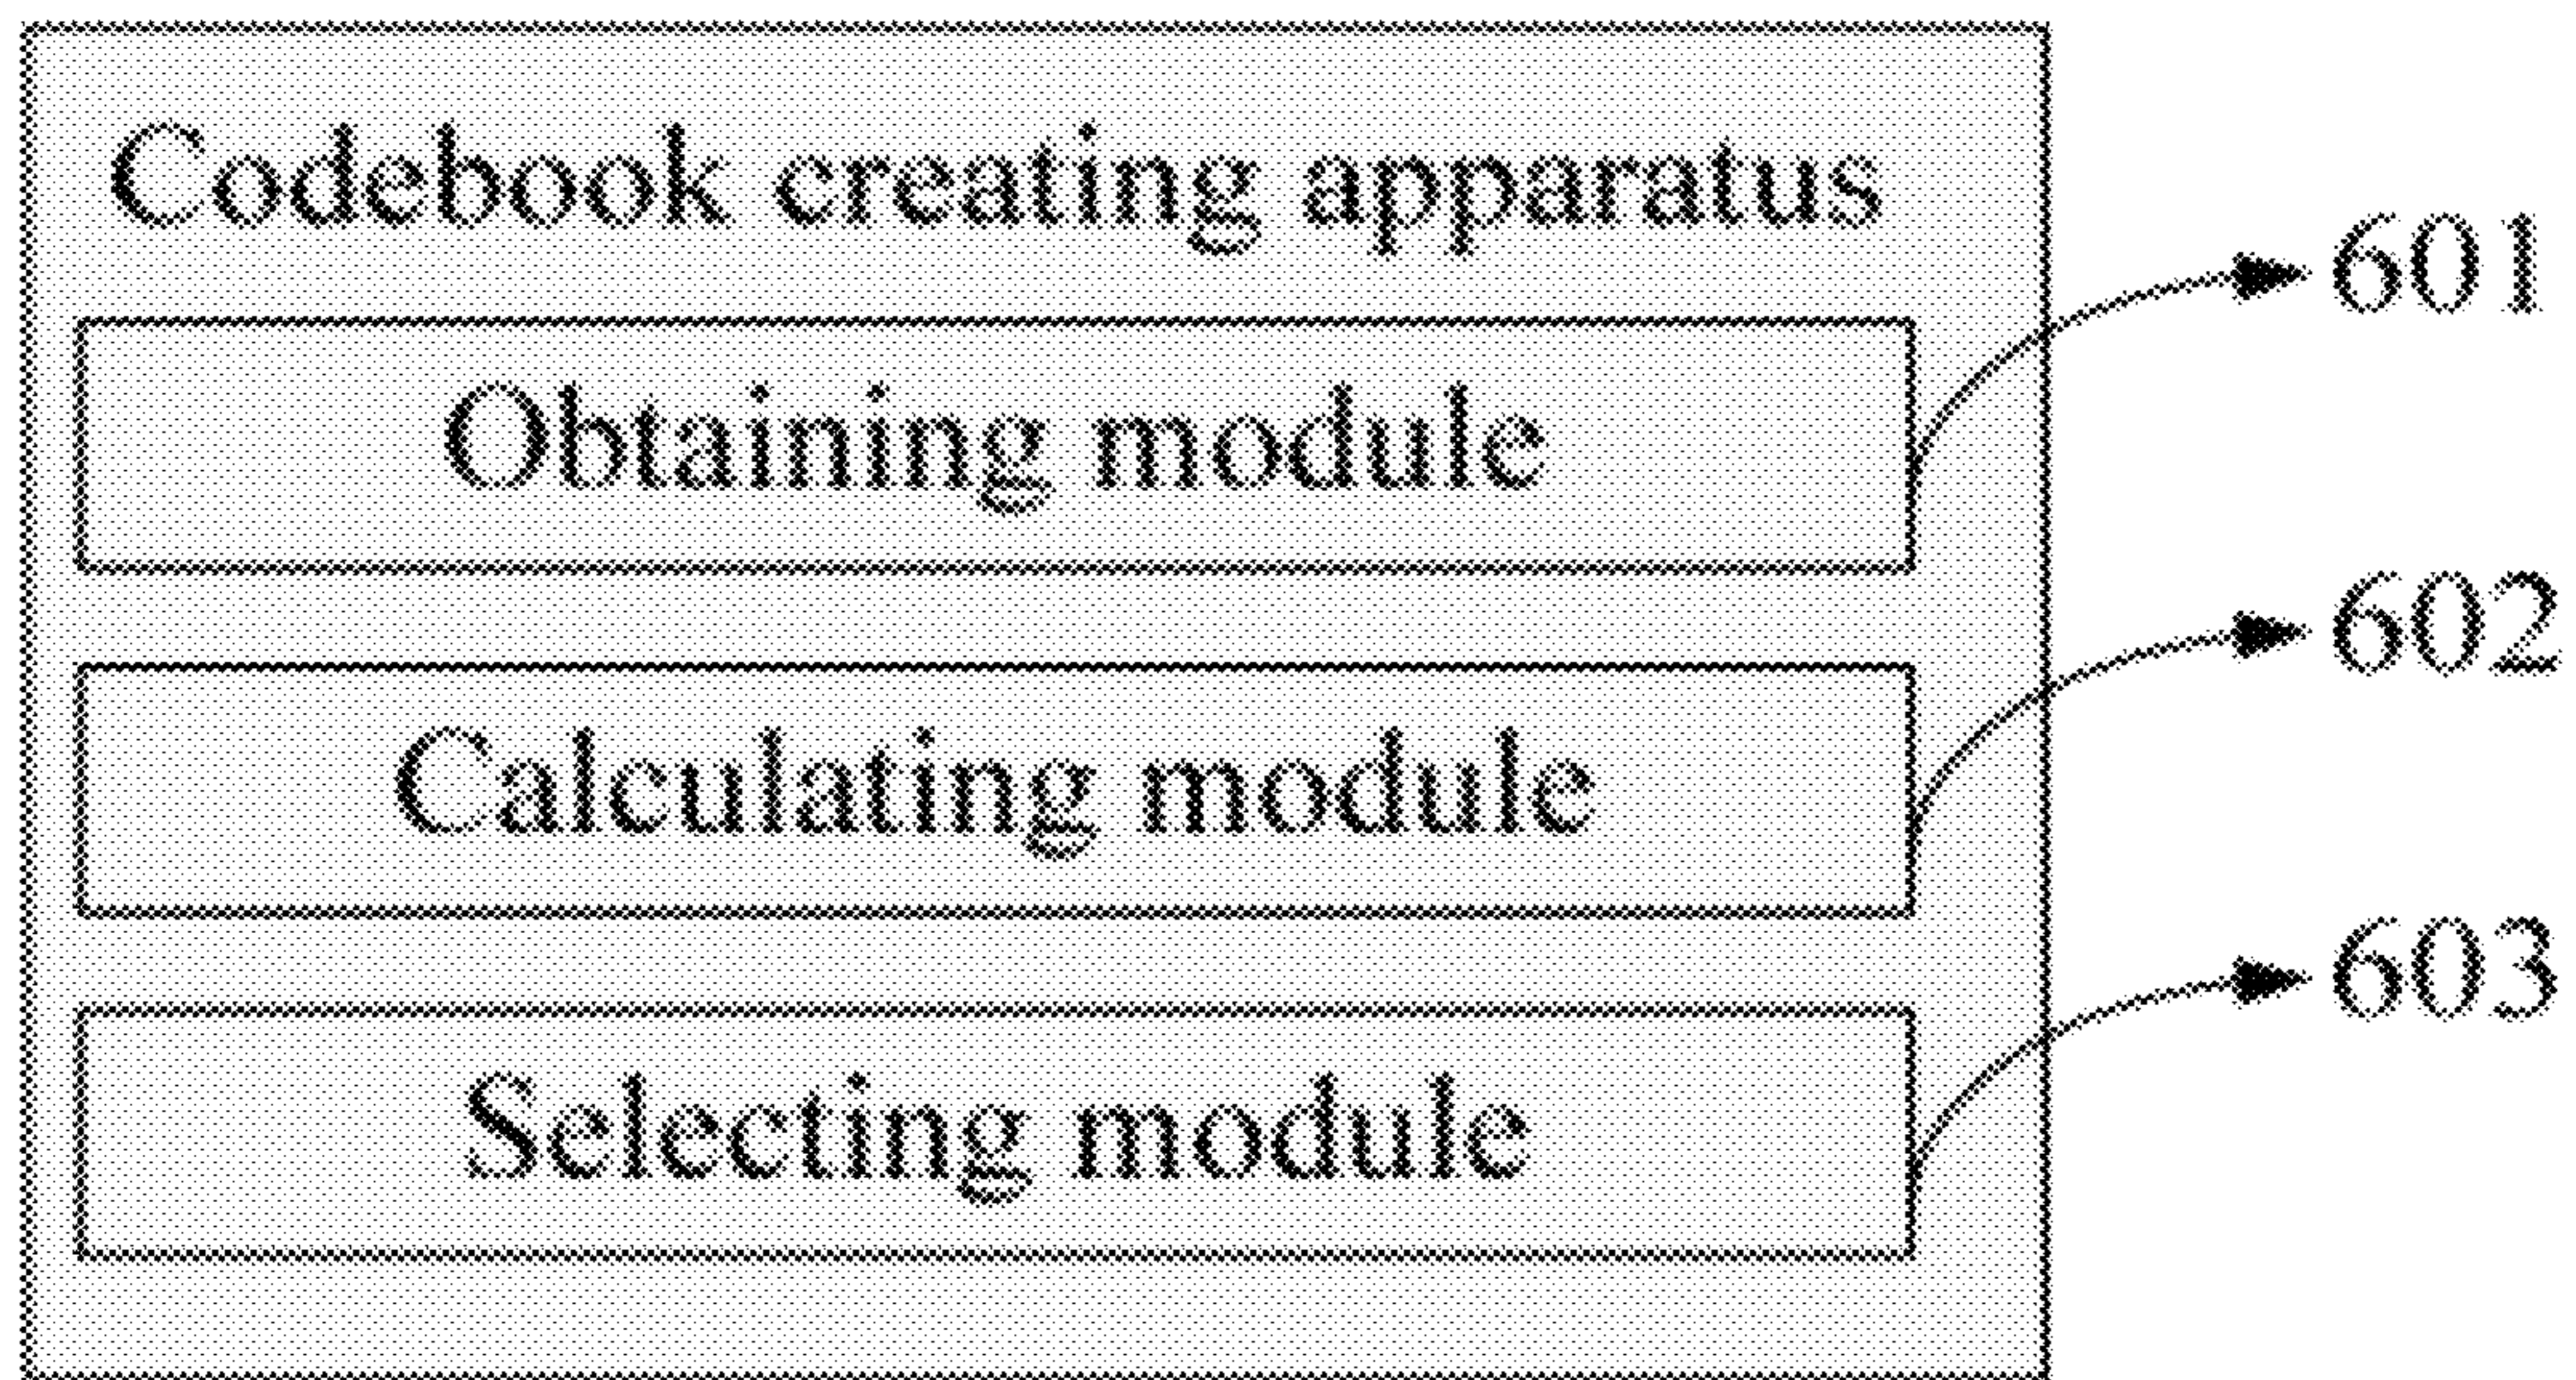 Codebook creating apparatus
601
Obtaining module
602
Calculating module
603
Selecting module